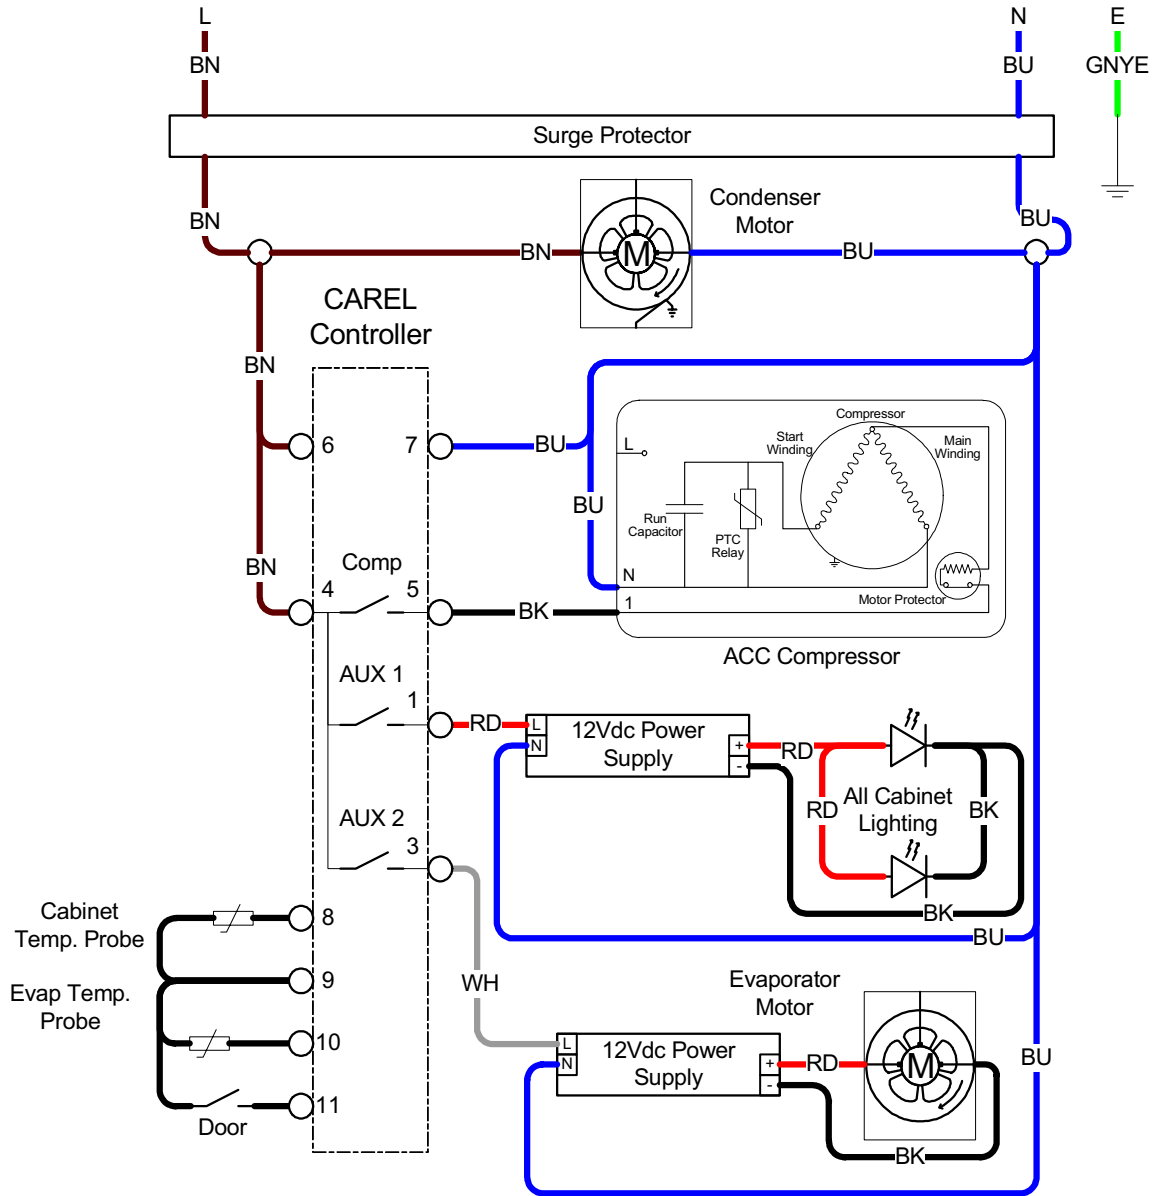 L
N
E
BN
BU
GNYE
Surge Protector
BN
BU
Condenser
Motor
BN
M
BU
CAREL
Controller
BN
6
7
BU
BU
Compressor
Start
Winding
Main
Winding
L
Run
Capacitor
PTC
Relay
N
Motor Protector
1
BN
Comp
4
5
BK
ACC Compressor
AUX 1
1
RD
L
N
12Vdc Power
Supply
+
-
RD
RD
All Cabinet
Lighting
BK
BK
BU
AUX 2
3
Cabinet
Temp. Probe
8
9
Evap Temp.
Probe
10
11
Door
WH
Evaporator
Motor
L
N
12Vdc Power
Supply
+
-
RD
M
BK
BU